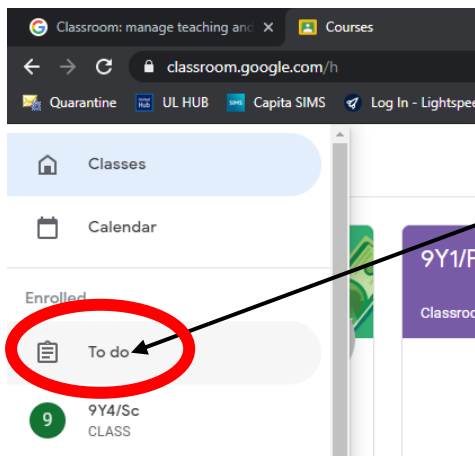 Classroom: manage teaching and
Courses
classroom.google.com/h
Quarantine
UL HUB
Capita SIMS
Log In - Lightspee
Classes
Calendar
9Y1/F
Classroo
Enrolled
To do
9
9Y4/Sc
CLASS